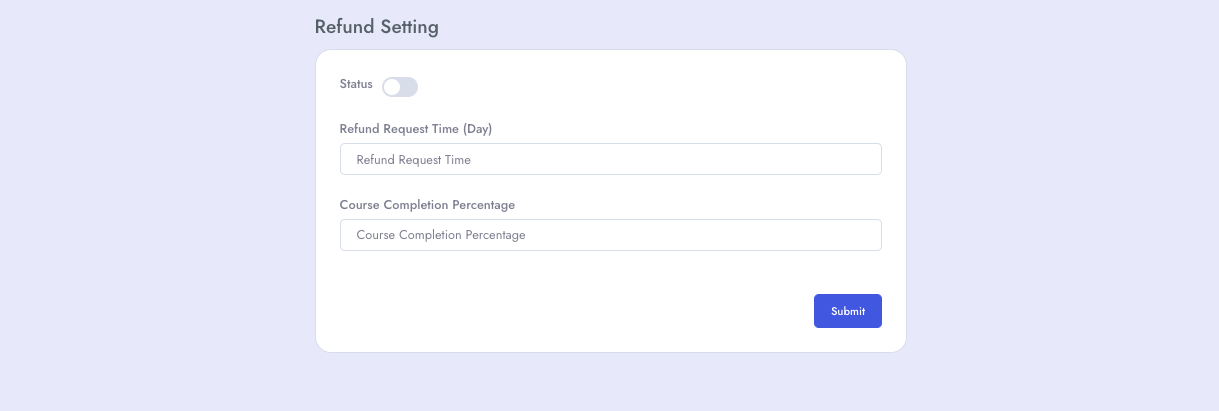 Refund Setting
Status
Refund Request Time (Day)
Refund Request Time
Course Completion Percentage
Course Completion Percentage
Submit